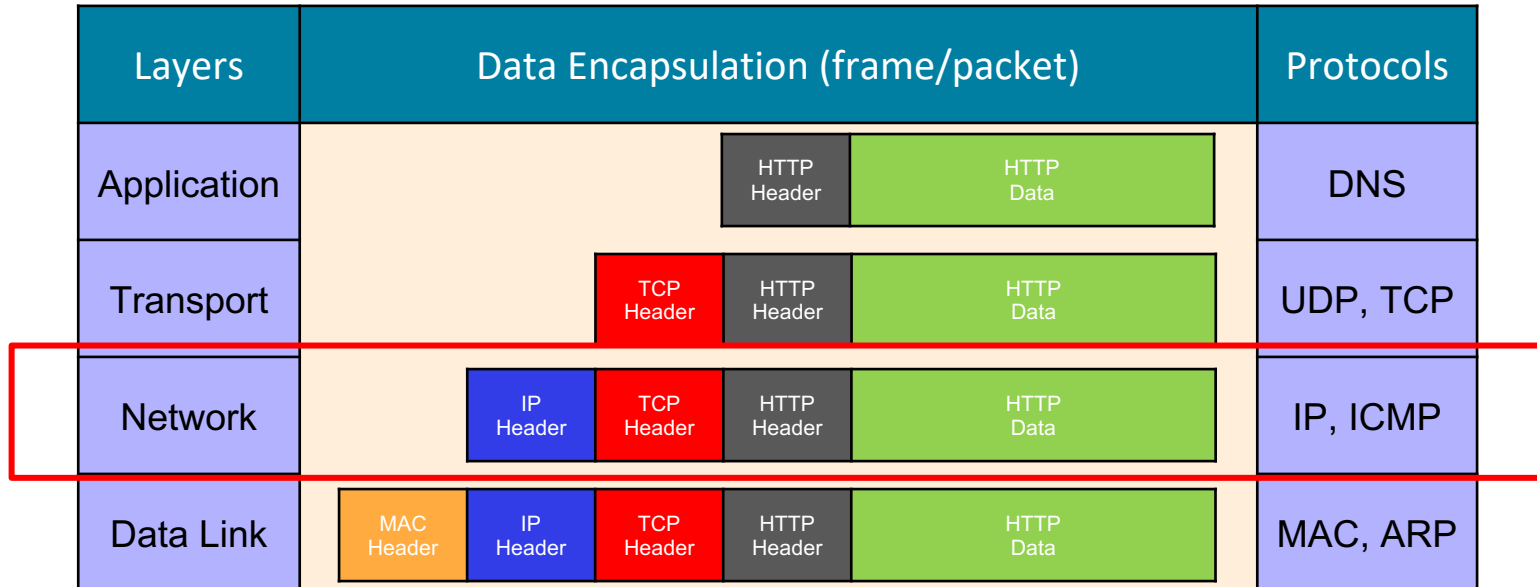 Layers
Data Encapsulation (frame/packet)
Protocols
Application
HTTP
Header
HTTP
Data
DNS
Transport
TCP
Header
HTTP
Header
HTTP
Data
UDP, TCP
Network
IP
Header
TCP
Header
HTTP
Header
HTTP
Data
IP, ICMP
Data Link
MAC
Header
IP
Header
TCP
Header
HTTP
Header
HTTP
Data
MAC, ARP